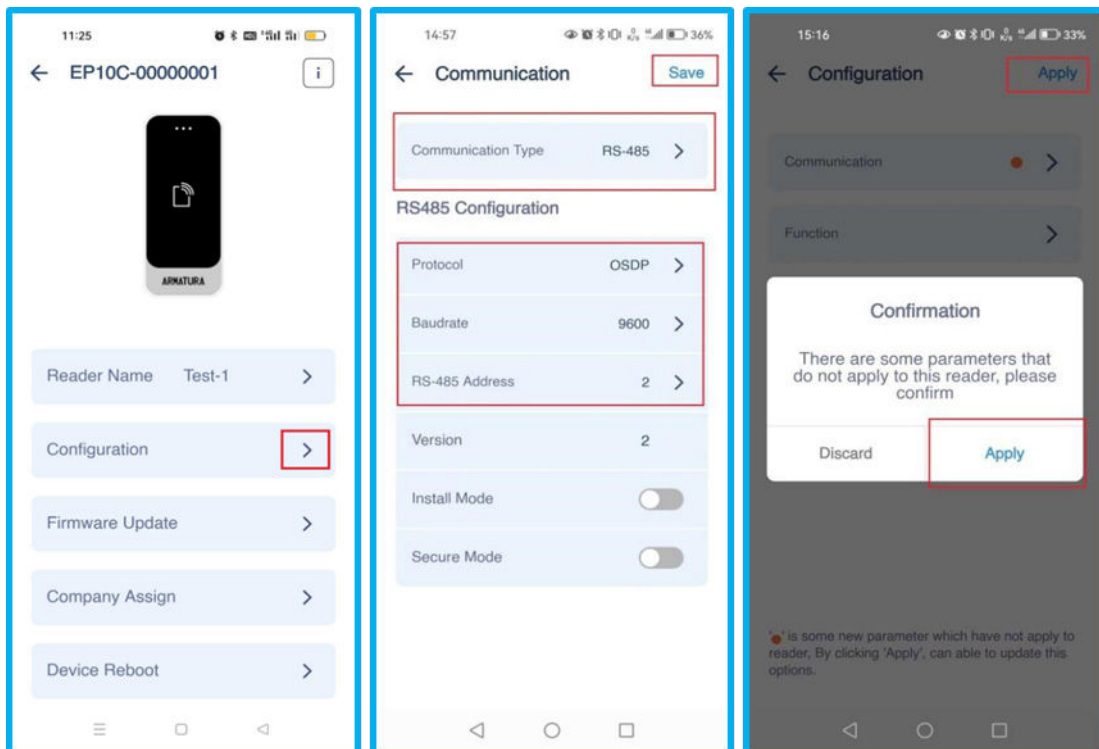 11:25
EP10C-00000001
i
ARMATURA
Reader Name Test-1
Configuration
Firmware Update
Company Assign
Device Reboot
14:57 36%
Communication Save
Communication Type RS-485
RS485 Configuration
Protocol OSDP
Baudrate 9600
RS-485 Address 2
Version 2
Install Mode
Secure Mode
15:16 33%
Configuration Apply
Communication
Function
Confirmation
There are some parameters that
do not apply to this reader, please
confirm
Discard Apply
'●' is some new parameter which have not apply to
reader, By clicking 'Apply', can able to update this
options.